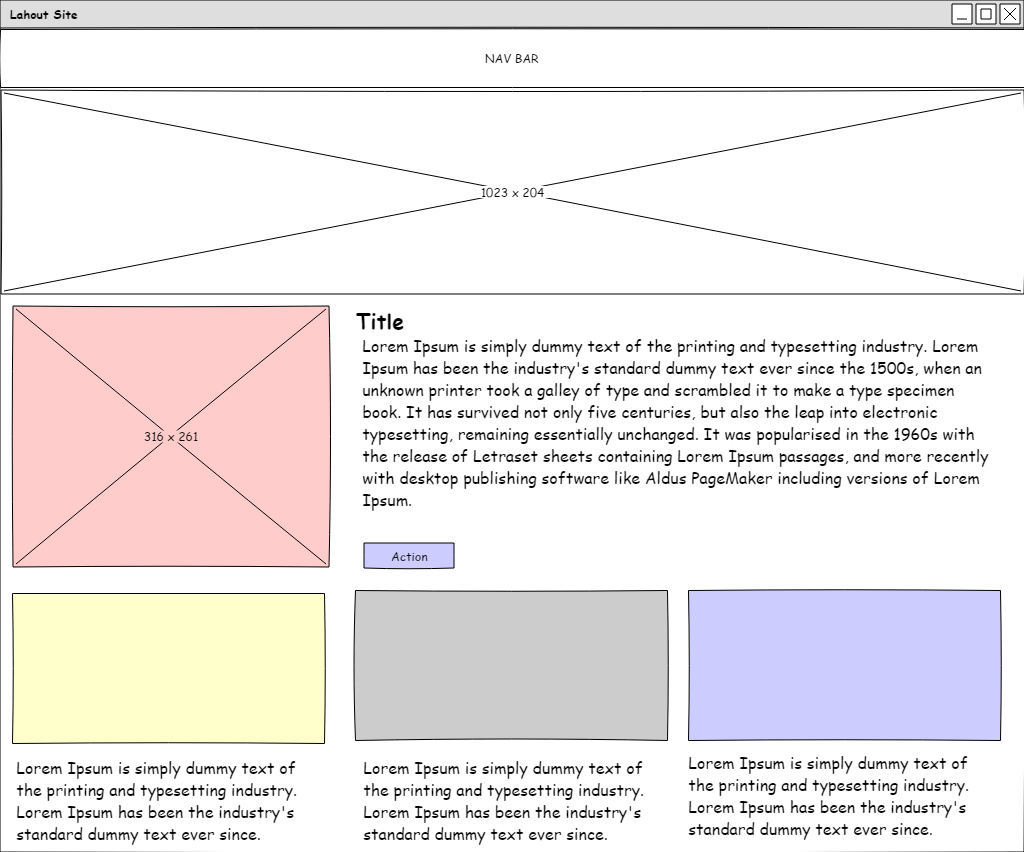 Lahout Site
NAV BAR
1023 x 204
316 x 261
Title
Lorem Ipsum is simply dummy text of the printing and typesetting industry. Lorem
Ipsum has been the industry's standard dummy text ever since the 1500s, when an
unknown printer took a galley of type and scrambled it to make a type specimen
book. It has survived not only five centuries, but also the leap into electronic
typesetting, remaining essentially unchanged. It was popularised in the 1960s with
the release of Letraset sheets containing Lorem Ipsum passages, and more recently
with desktop publishing software like Aldus PageMaker including versions of Lorem
Ipsum.
Action
Lorem Ipsum is simply dummy text of
the printing and typesetting industry.
Lorem Ipsum has been the industry's
standard dummy text ever since.
Lorem Ipsum is simply dummy text of
the printing and typesetting industry.
Lorem Ipsum has been the industry's
standard dummy text ever since.
Lorem Ipsum is simply dummy text of
the printing and typesetting industry.
Lorem Ipsum has been the industry's
standard dummy text ever since.